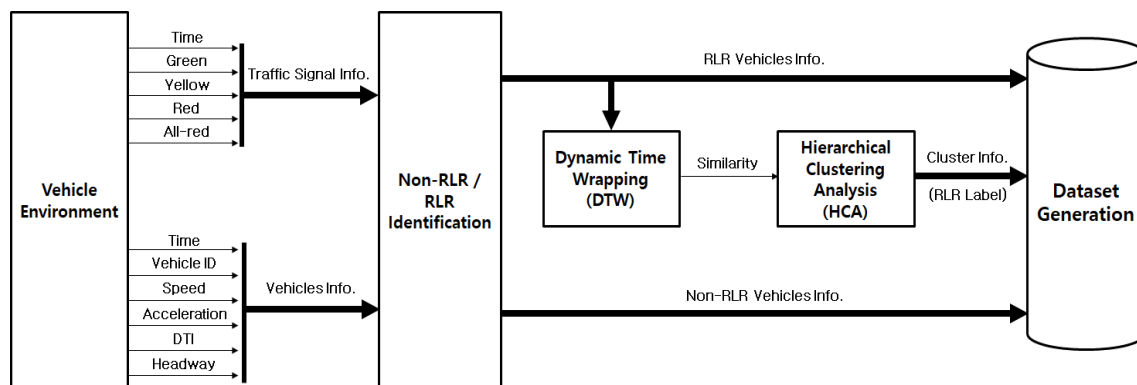 Vehicle
Environment
Time
Green
Yellow
Red
All-red
Traffic Signal Info.
Time
Vehicle ID
Speed
Acceleration
DTI
Headway
Vehicles Info.
Non-RLR /
RLR
Identification
RLR Vehicles Info.
Dynamic Time
Wrapping
(DTW)
Similarity
Hierarchical
Clustering
Analysis
(HCA)
Cluster Info.
(RLR Label)
Non-RLR Vehicles Info.
Dataset
Generation